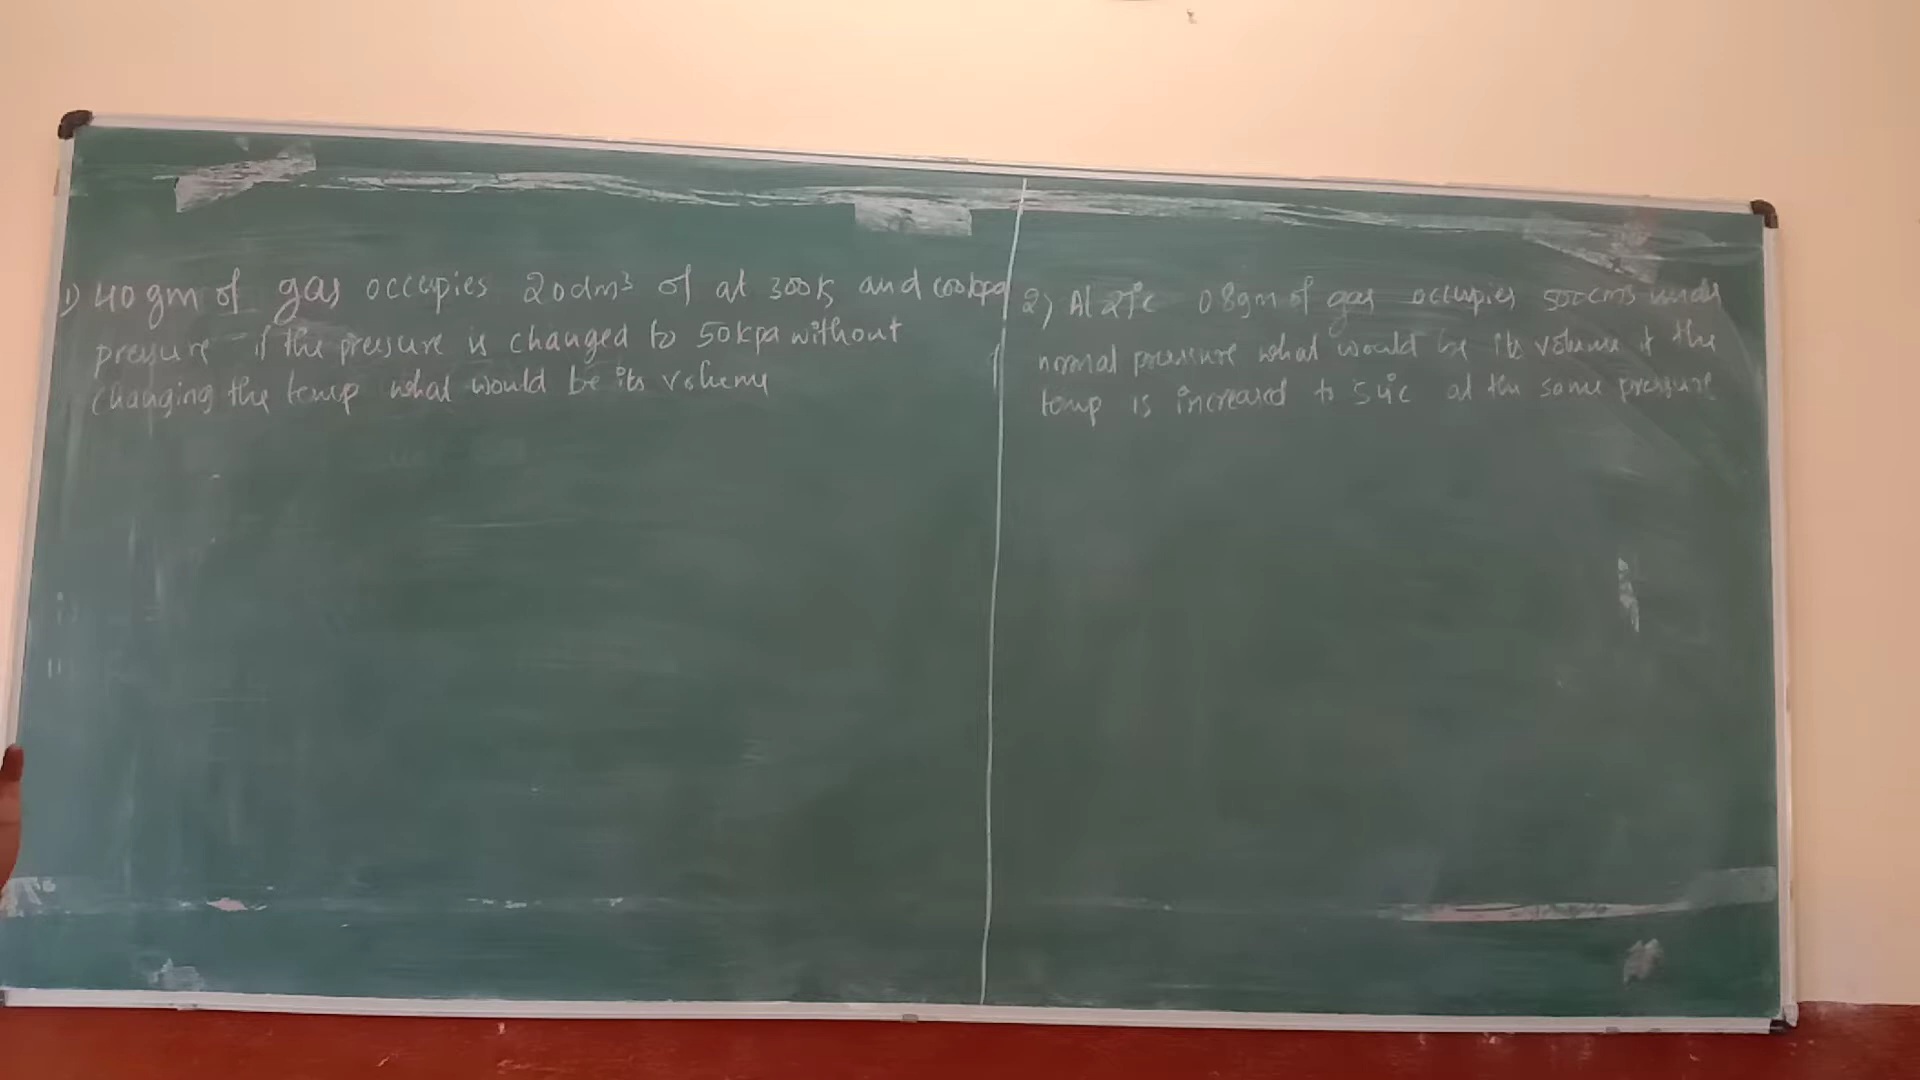 1) 40 gm of gas occupies 20dm³ of at 300k and 100kpa
pressure if the pressure is changed to 50kpa without
changing the temp what would be its volume
2) At 27°c 0.8gm of gas occupies 500cm3 under
normal pressure what would be its volume if the
temp is increased to 54°c at the same pressure